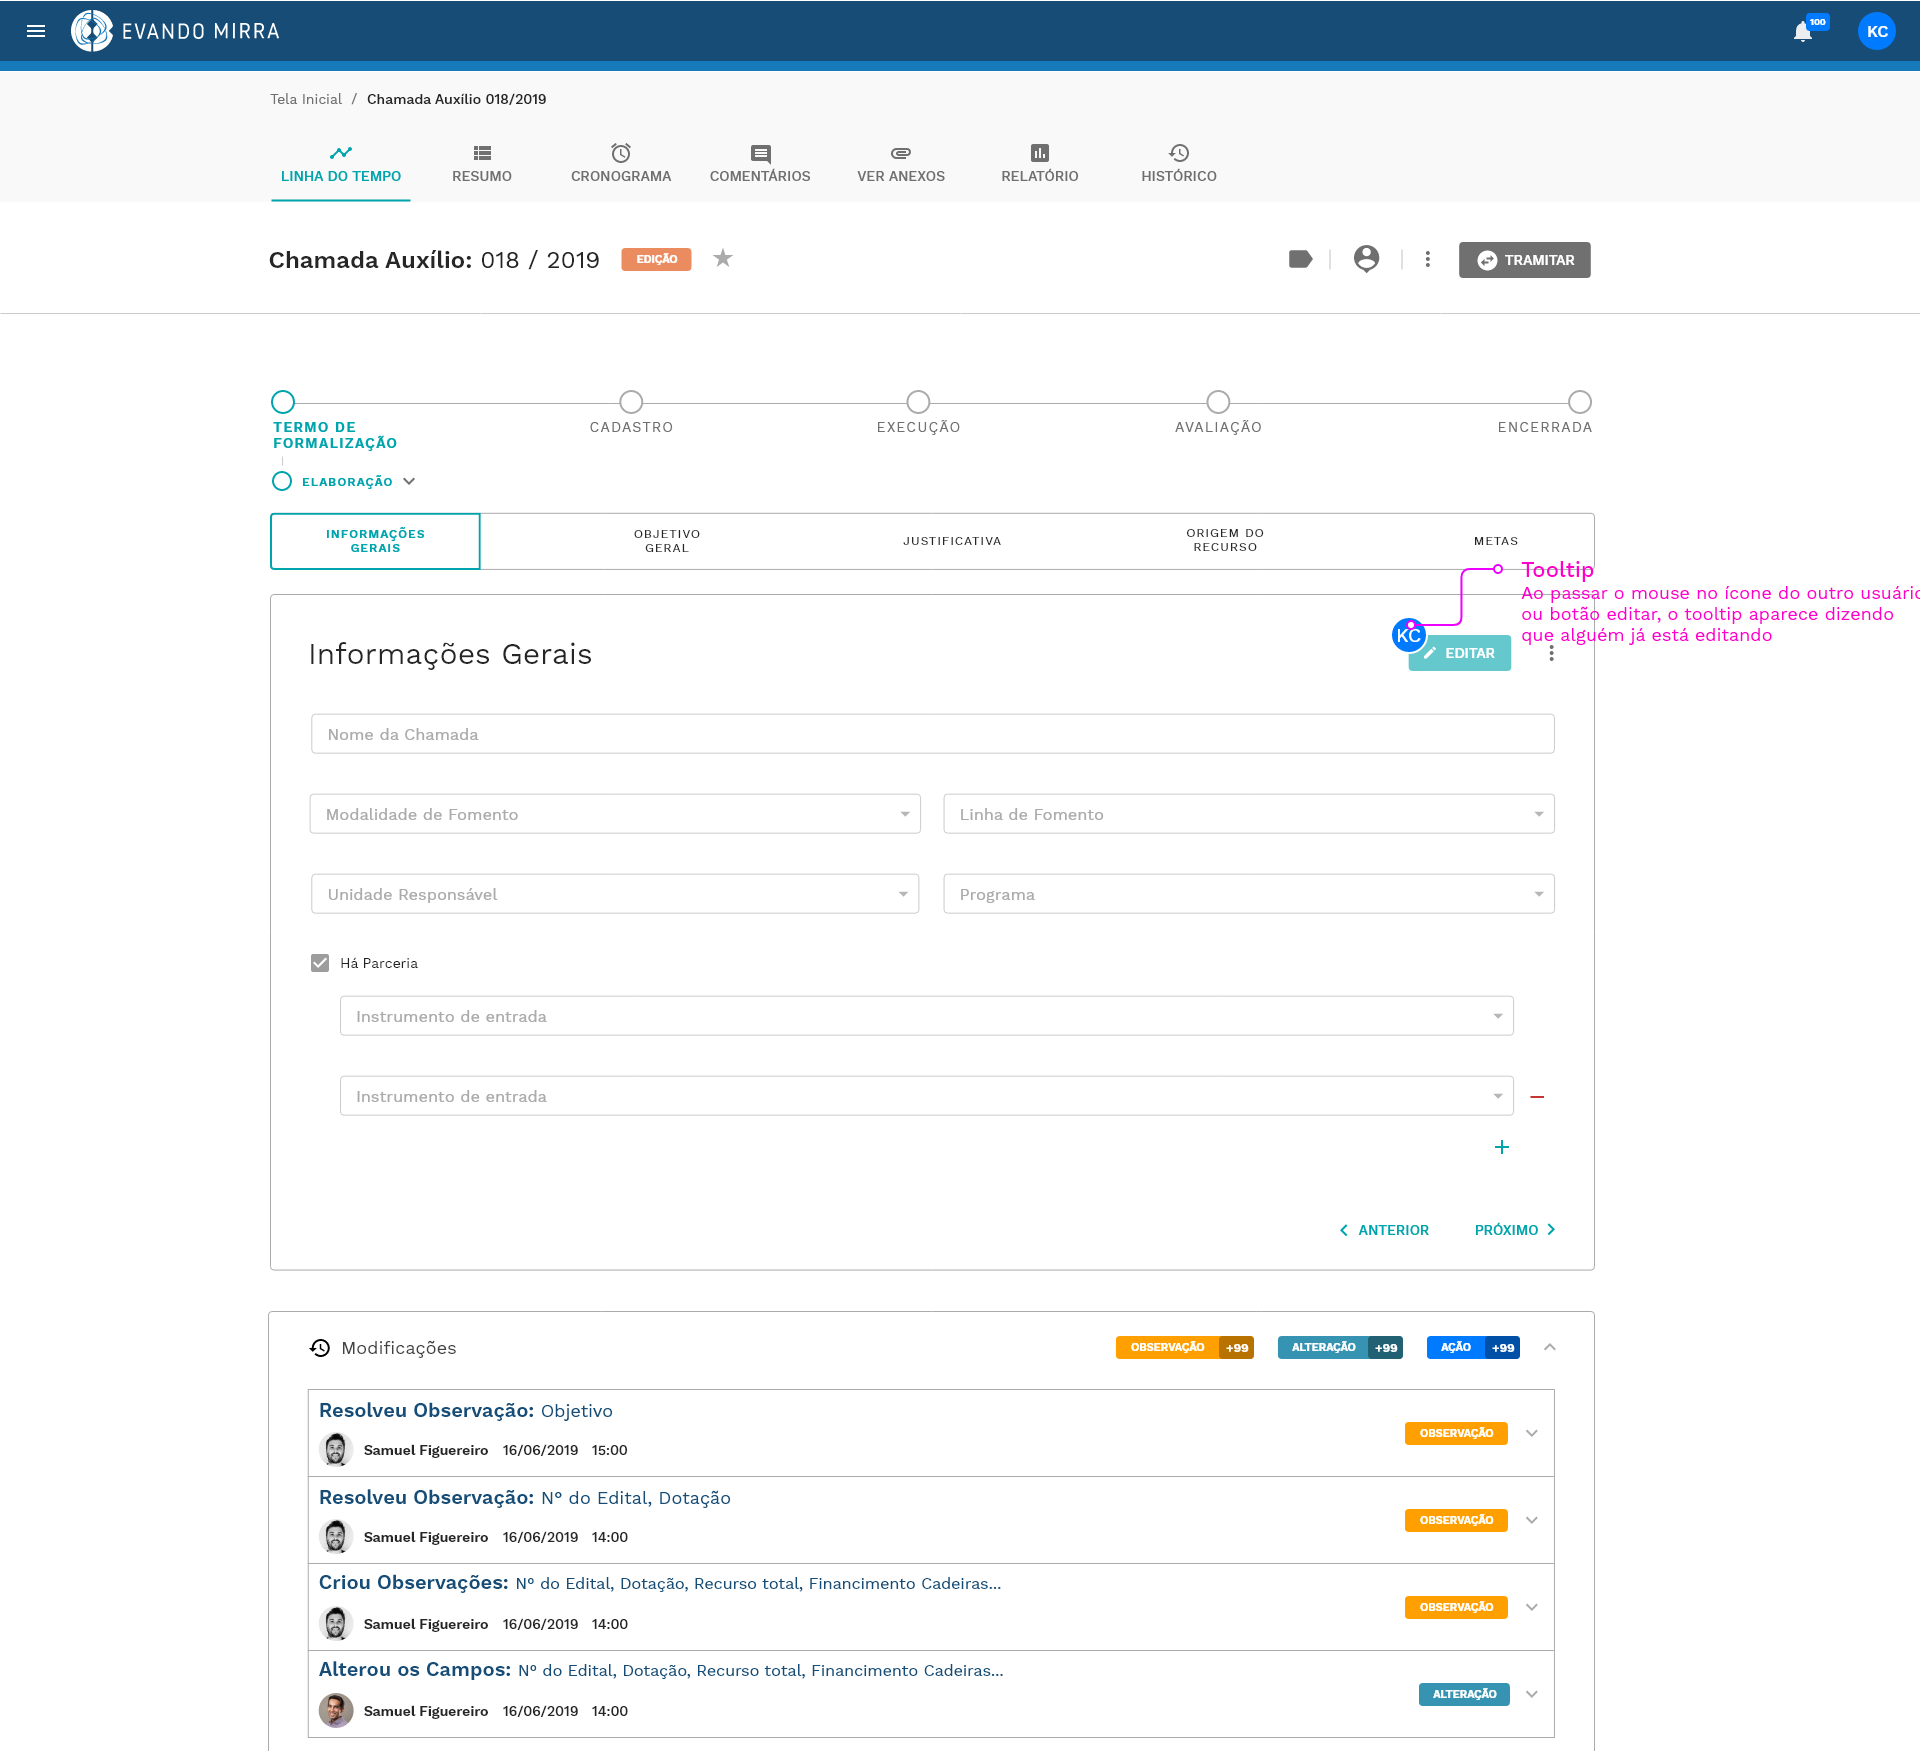 EVANDO MIRRA
100
KC
Tela Inicial / Chamada Auxílio 018/2019
LINHA DO TEMPO
RESUMO
CRONOGRAMA
COMENTÁRIOS
VER ANEXOS
RELATÓRIO
HISTÓRICO
Chamada Auxílio: 018 / 2019
EDIÇÃO
TRAMITAR
TERMO DE
FORMALIZAÇÃO
CADASTRO
EXECUÇÃO
AVALIAÇÃO
ENCERRADA
ELABORAÇÃO
INFORMAÇÕES
GERAIS
OBJETIVO
GERAL
JUSTIFICATIVA
ORIGEM DO
RECURSO
METAS
Tooltip
Ao passar o mouse no ícone do outro usuário
ou botão editar, o tooltip aparece dizendo
que alguém já está editando
Informações Gerais
KC
EDITAR
Nome da Chamada
Modalidade de Fomento
Linha de Fomento
Unidade Responsável
Programa
Há Parceria
Instrumento de entrada
Instrumento de entrada
ANTERIOR
PRÓXIMO
Modificações
OBSERVAÇÃO +99
ALTERAÇÃO +99
AÇÃO +99
Resolveu Observação: Objetivo
Samuel Figuereiro 16/06/2019 15:00
OBSERVAÇÃO
Resolveu Observação: N° do Edital, Dotação
Samuel Figuereiro 16/06/2019 14:00
OBSERVAÇÃO
Criou Observações: N° do Edital, Dotação, Recurso total, Financimento Cadeiras...
Samuel Figuereiro 16/06/2019 14:00
OBSERVAÇÃO
Alterou os Campos: N° do Edital, Dotação, Recurso total, Financimento Cadeiras...
Samuel Figuereiro 16/06/2019 14:00
ALTERAÇÃO